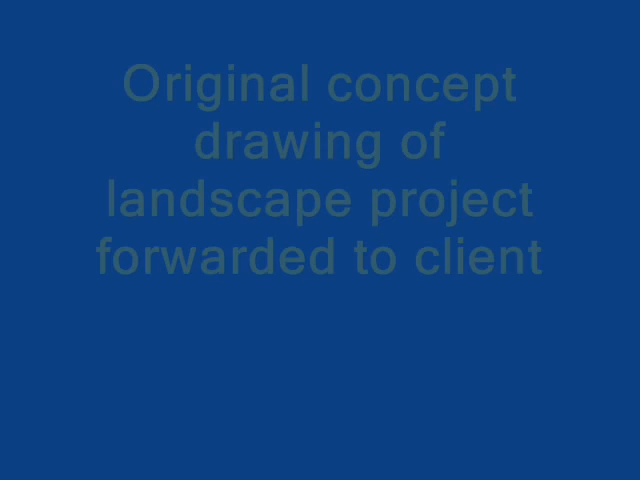 Original concept
drawing of
landscape project
forwarded to client